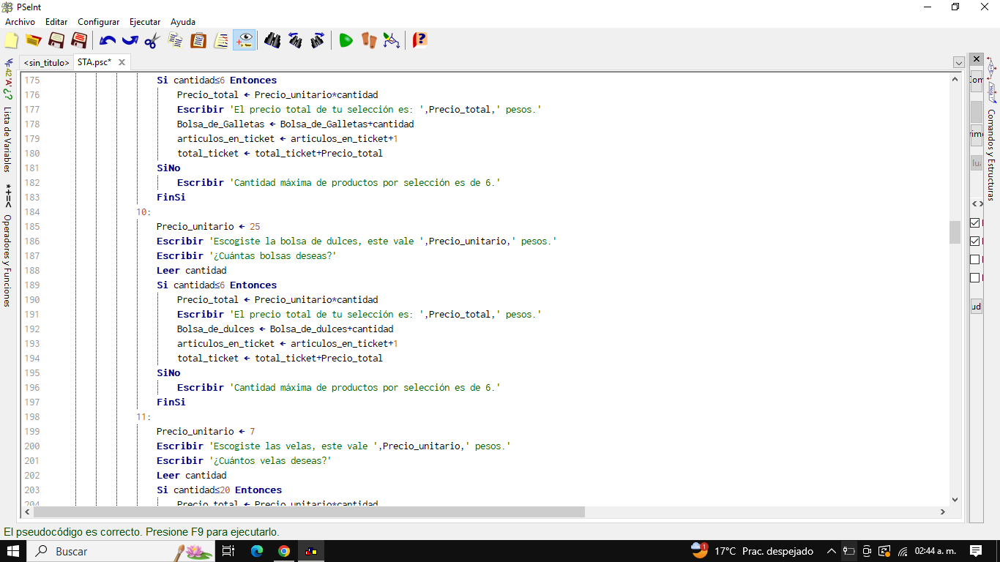 PSeInt
Archivo Editar Configurar Ejecutar Ayuda
<sin_titulo> STA.psc*
175 Si cantidad≤6 Entonces
176 Precio_total ← Precio_unitario*cantidad
177 Escribir 'El precio total de tu selección es: ',Precio_total,' pesos.'
178 Bolsa_de_Galletas ← Bolsa_de_Galletas+cantidad
179 articulos_en_ticket ← articulos_en_ticket+1
180 total_ticket ← total_ticket+Precio_total
181 SiNo
182 Escribir 'Cantidad máxima de productos por selección es de 6.'
183 FinSi
184 10:
185 Precio_unitario ← 25
186 Escribir 'Escogiste la bolsa de dulces, este vale ',Precio_unitario,' pesos.'
187 Escribir '¿Cuántas bolsas deseas?'
188 Leer cantidad
189 Si cantidad≤6 Entonces
190 Precio_total ← Precio_unitario*cantidad
191 Escribir 'El precio total de tu selección es: ',Precio_total,' pesos.'
192 Bolsa_de_dulces ← Bolsa_de_dulces+cantidad
193 articulos_en_ticket ← articulos_en_ticket+1
194 total_ticket ← total_ticket+Precio_total
195 SiNo
196 Escribir 'Cantidad máxima de productos por selección es de 6.'
197 FinSi
198 11:
199 Precio_unitario ← 7
200 Escribir 'Escogiste las velas, este vale ',Precio_unitario,' pesos.'
201 Escribir '¿Cuántos velas deseas?'
202 Leer cantidad
203 Si cantidad≤20 Entonces
204 Precio_total ← Precio_unitario*cantidad
Lista de Variables
*+=< Operadores y Funciones
Comandos y Estructuras
El pseudocódigo es correcto. Presione F9 para ejecutarlo.
Buscar
1 17°C Prac. despejado 02:44 a. m.